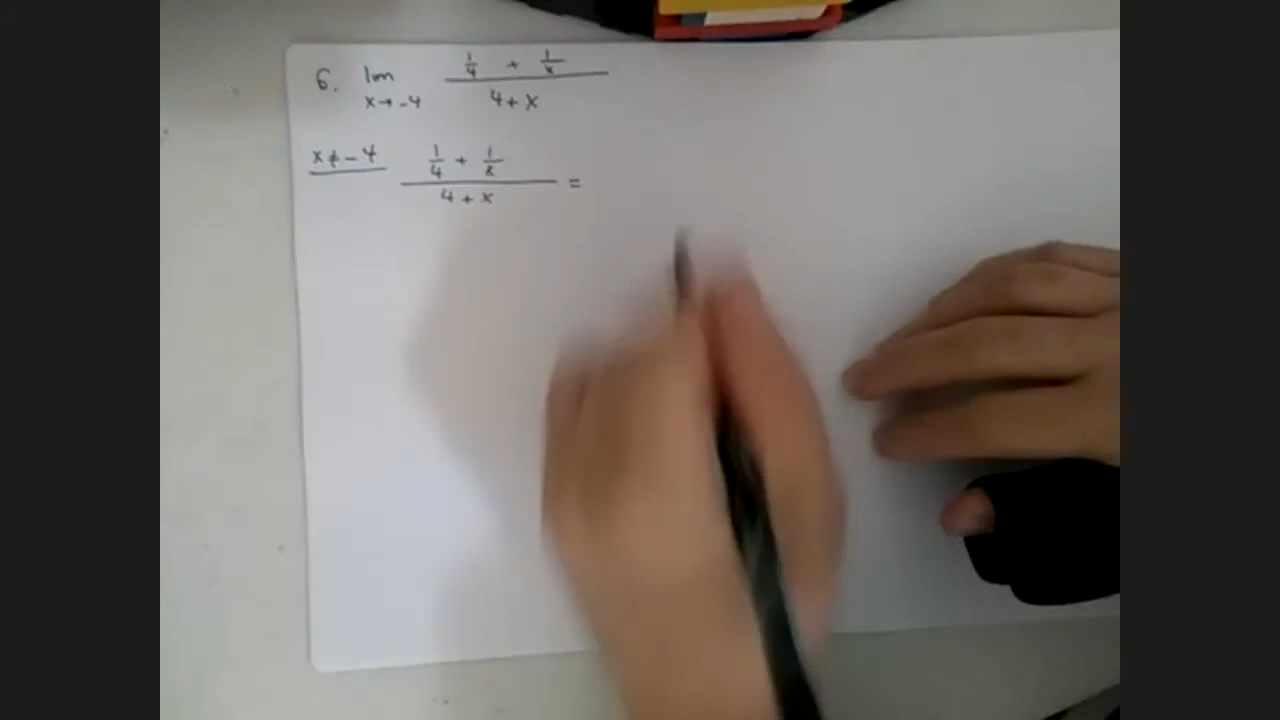 6. lim 1/4 + 1/x
x→-4 4+x
x≠-4 1/4 + 1/x =
4+x